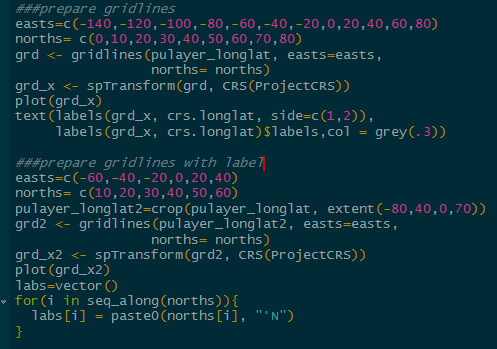 ###prepare gridlines
easts=c(-140,-120,-100,-80,-60,-40,-20,0,20,40,60,80)
norths= c(0,10,20,30,40,50,60,70,80)
grd <- gridlines(pulayer_longlat, easts=easts,
norths= norths)
grd_x <- spTransform(grd, CRS(ProjectCRS))
plot(grd_x)
text(labels(grd_x, crs.longlat, side=c(1,2)),
labels(grd_x, crs.longlat)$labels,col = grey(.3))
###prepare gridlines with label
easts=c(-60,-40,-20,0,20,40)
norths= c(10,20,30,40,50,60)
pulayer_longlat2=crop(pulayer_longlat, extent(-80,40,0,70))
grd2 <- gridlines(pulayer_longlat2, easts=easts,
norths= norths)
grd_x2 <- spTransform(grd2, CRS(ProjectCRS))
plot(grd_x2)
labs=vector()
for(i in seq_along(norths)){
labs[i] = paste0(norths[i], "°N")
}